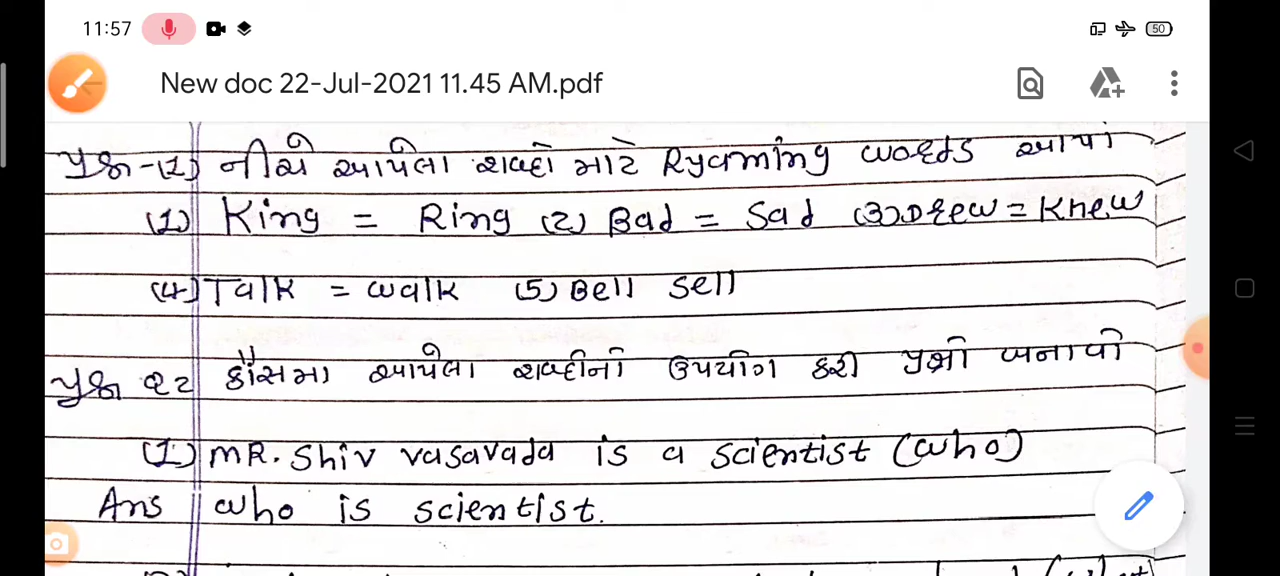 11:57 50
New doc 22-Jul-2021 11.45 AM.pdf
પ્રશ્ન-(1) નીચે આપેલા શબ્દો માટે Ryaming words આપો
(1) King = Ring (2) Bad = Sad (3) Drew = Knew
(4) Talk = walk (5) Bell sell
પ્રશ્ન ૨ કૌંસમાં આપેલા શબ્દોનો ઉપયોગ કરી પ્રશ્નો બનાવો
(1) MR. Shiv vasavada is a scientist (who)
Ans who is scientist.